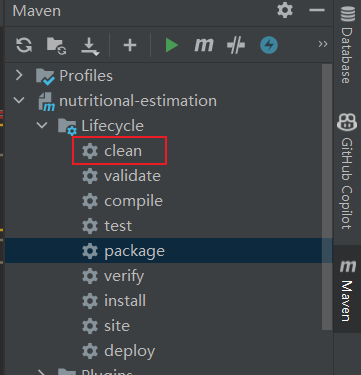 Maven
Profiles
nutritional-estimation
Lifecycle
clean
validate
compile
test
package
verify
install
site
deploy
Plugins
Database
GitHub Copilot
Maven